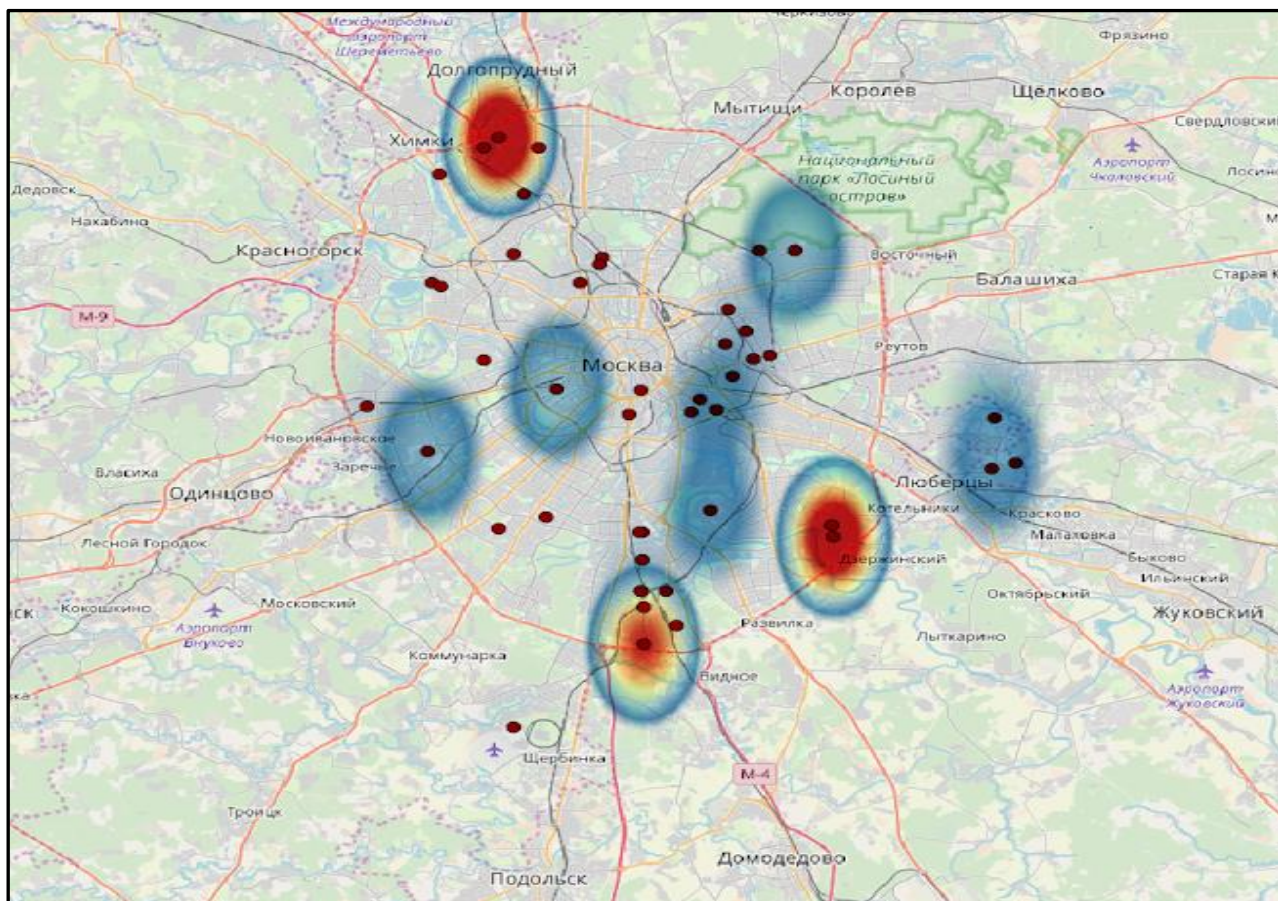 Международный
аэропорт
Шереметьево
Черкизово
Фрязино
Долгопрудный
Королёв
Щёлково
Мытищи
Свердловский
Химки
Аэропорт
Чкаловский
Национальный
парк «Лосиный
остров»
Дедовск
Нахабино
Красногорск
Восточный
Балашиха
Старая
М-9
Реутов
Москва
Новоивановское
Заречье
Власиха
Одинцово
Люберцы
Котельники
Красково
Малаховка
Лесной Городок
Дзержинский
Быково
Ильинский
Октябрьский
Московский
Кокошкино
Жуковский
Аэропорт
Внуково
Развилка
Лыткарино
Коммунарка
Видное
Аэропорт
Жуковский
Щербинка
М-4
Троицк
Домодедово
Подольск